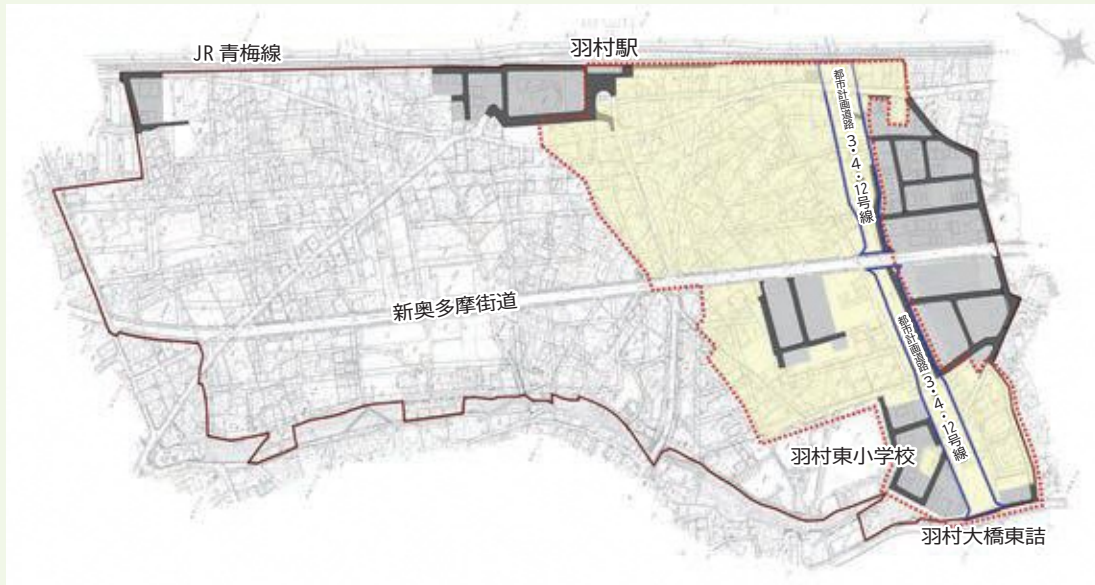 JR 青梅線
羽村駅
都市計画道路 3・4・12号線
新奥多摩街道
都市計画道路 3・4・12号線
羽村東小学校
羽村大橋東詰